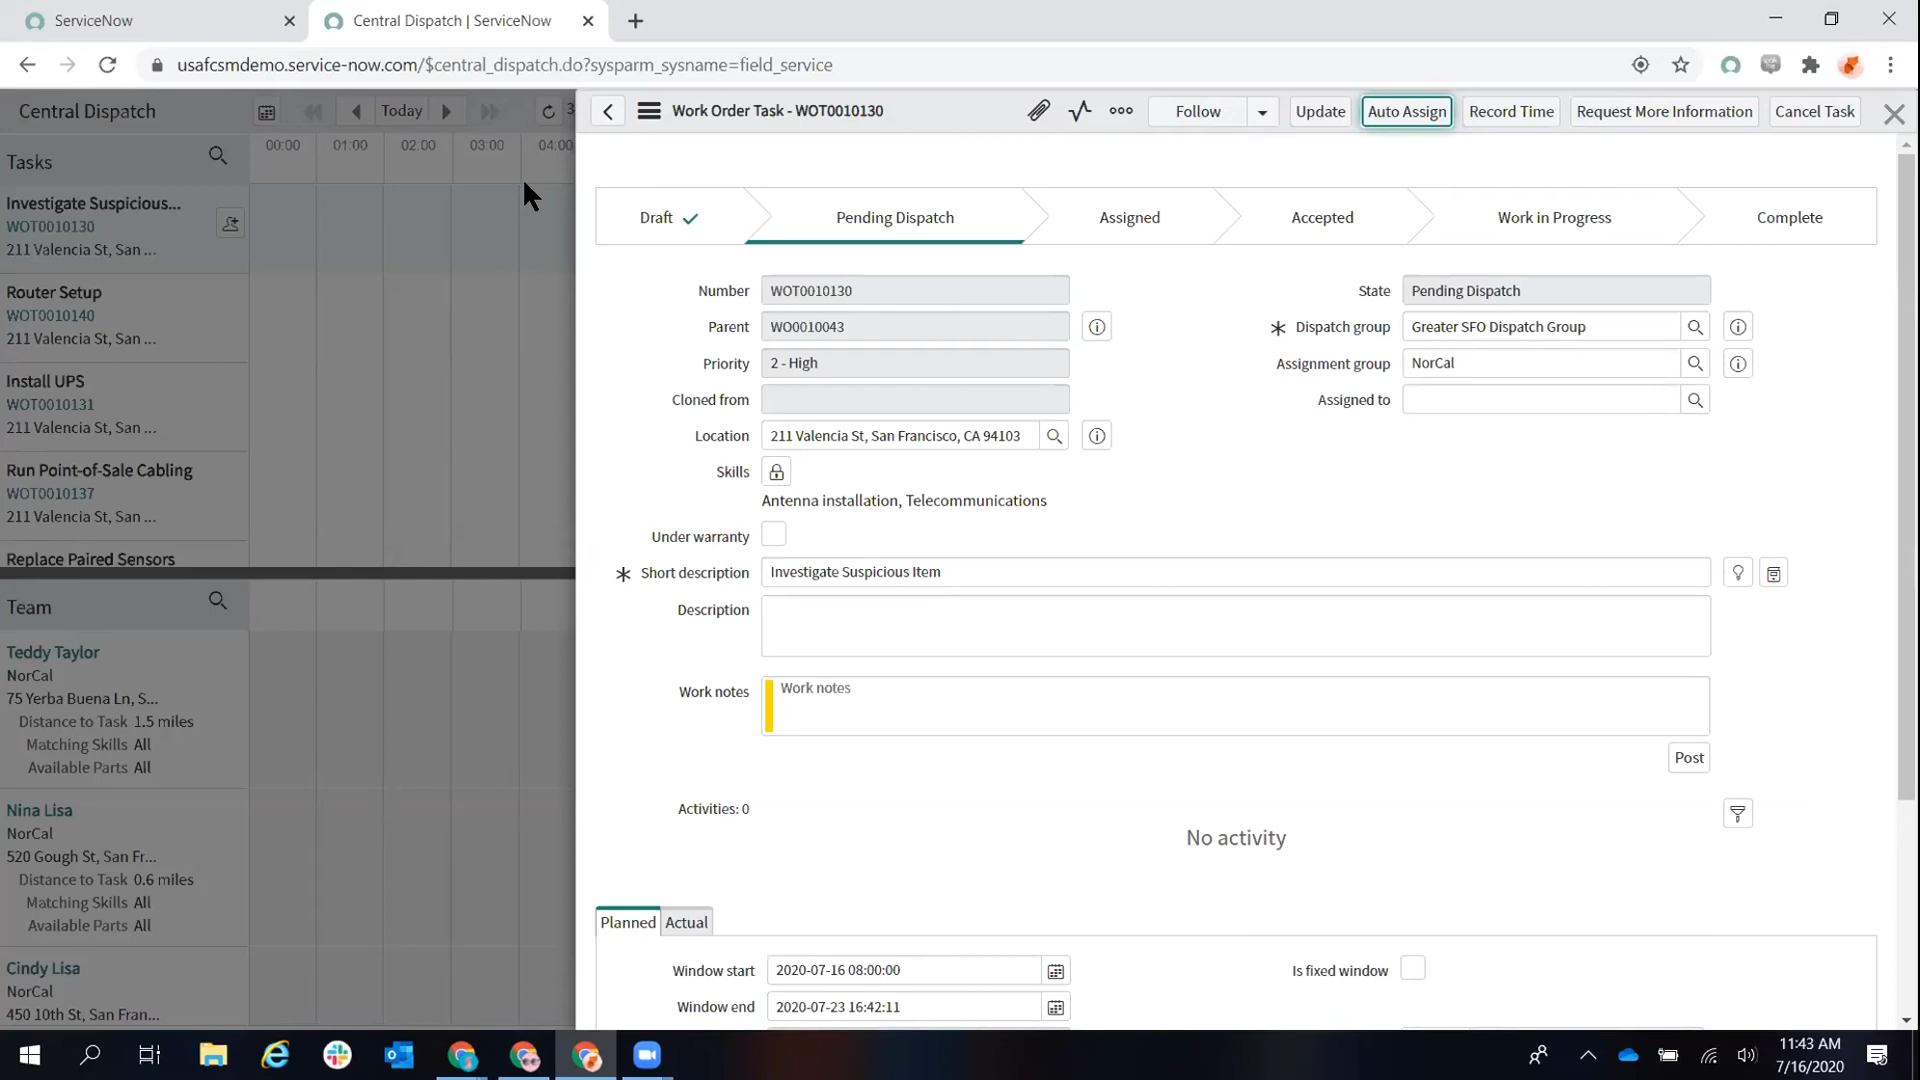 ServiceNow
Central Dispatch | ServiceNow
usafcsmdemo.service-now.com/$central_dispatch.do?sysparm_sysname=field_service
Central Dispatch
Today
3
Work Order Task - WOT0010130
Follow
Update
Auto Assign
Record Time
Request More Information
Cancel Task
Tasks
00:00 01:00 02:00 03:00 04:00
Investigate Suspicious...
WOT0010130
211 Valencia St, San ...
Router Setup
WOT0010140
211 Valencia St, San ...
Install UPS
WOT0010131
211 Valencia St, San ...
Run Point-of-Sale Cabling
WOT0010137
211 Valencia St, San ...
Replace Paired Sensors
Team
Teddy Taylor
NorCal
75 Yerba Buena Ln, S...
Distance to Task 1.5 miles
Matching Skills All
Available Parts All
Nina Lisa
NorCal
520 Gough St, San Fr...
Distance to Task 0.6 miles
Matching Skills All
Available Parts All
Cindy Lisa
NorCal
450 10th St, San Fran...
Draft Pending Dispatch Assigned Accepted Work in Progress Complete
Number WOT0010130
Parent WO0010043
Priority 2 - High
Cloned from
Location 211 Valencia St, San Francisco, CA 94103
Skills
Antenna installation, Telecommunications
Under warranty
State Pending Dispatch
Dispatch group Greater SFO Dispatch Group
Assignment group NorCal
Assigned to
Short description Investigate Suspicious Item
Description
Work notes Work notes
Post
Activities: 0
No activity
Planned Actual
Window start 2020-07-16 08:00:00
Is fixed window
Window end 2020-07-23 16:42:11
11:43 AM
7/16/2020